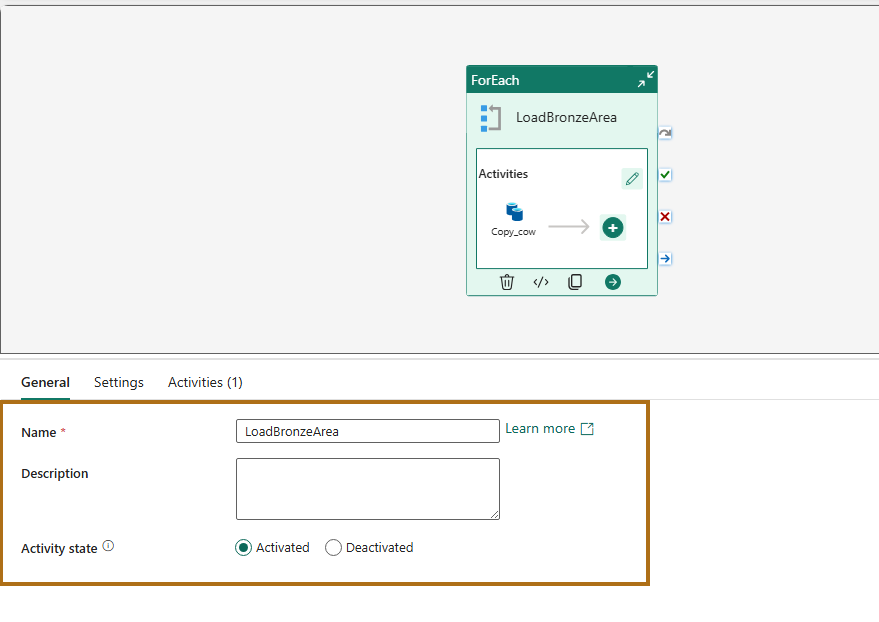 ForEach
LoadBronzeArea
Activities
Copy_cow
</>
General Settings Activities (1)
Name * LoadBronzeArea Learn more
Description
Activity state Activated Deactivated